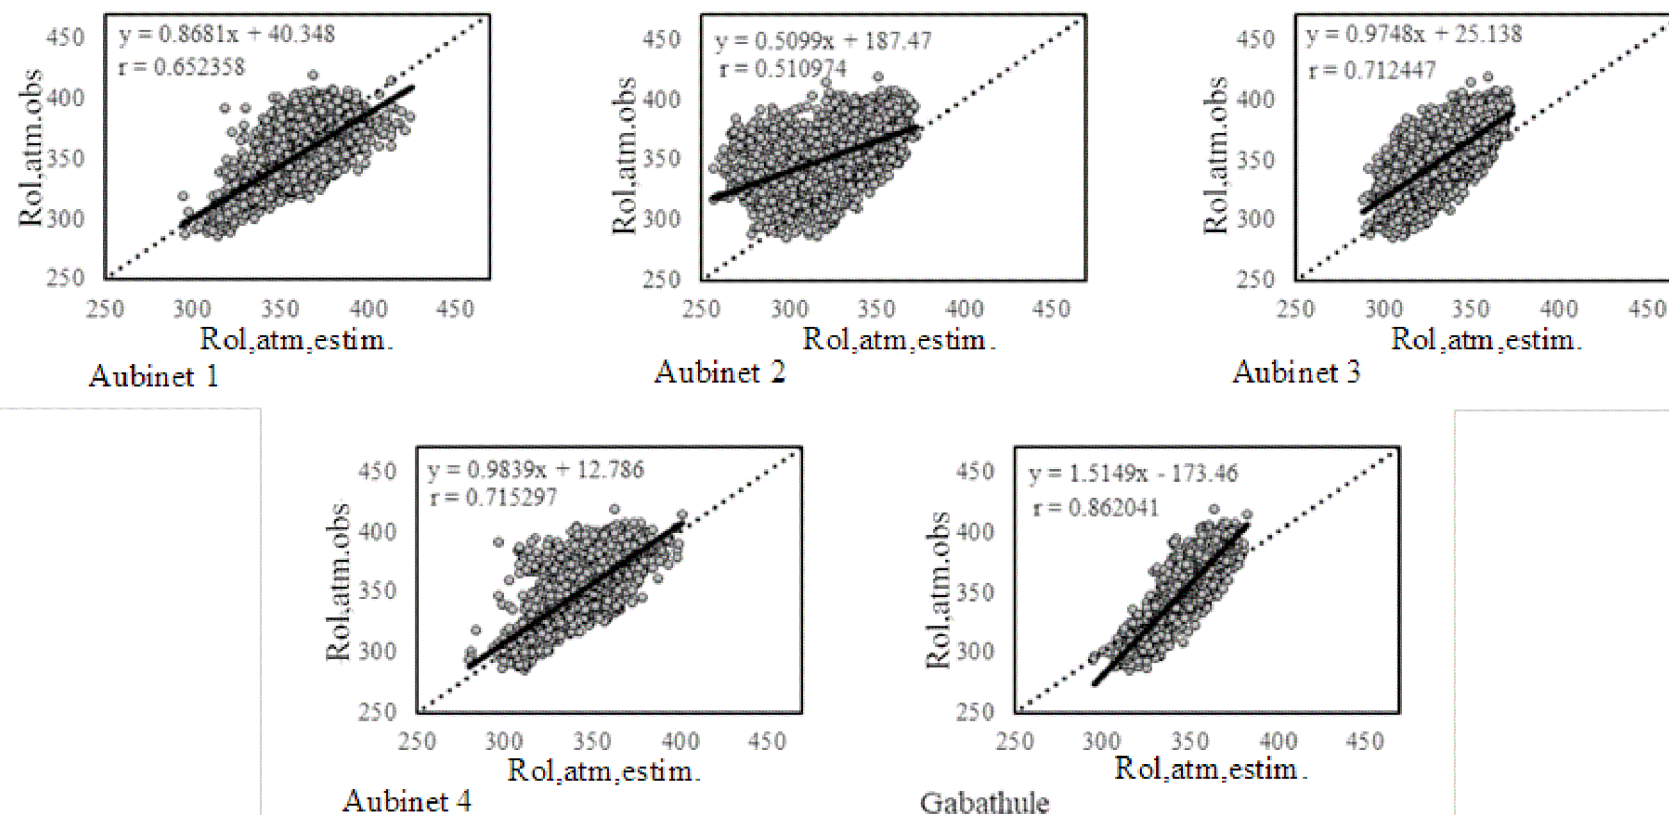 y = 0.8681x + 40.348
r = 0.652358
Rol,atm.obs
450
400
350
300
250
250 300 350 400 450
Rol,atm,estim.
Aubinet 1
y = 0.5099x + 187.47
r = 0.510974
Rol,atm.obs
450
400
350
300
250
250 300 350 400 450
Rol,atm,estim.
Aubinet 2
y = 0.9748x + 25.138
r = 0.712447
Rol,atm.obs
450
400
350
300
250
250 300 350 400 450
Rol,atm,estim.
Aubinet 3
y = 0.9839x + 12.786
r = 0.715297
Rol,atm.obs
450
400
350
300
250
250 300 350 400 450
Rol,atm,estim.
Aubinet 4
y = 1.5149x - 173.46
r = 0.862041
Rol,atm.obs
450
400
350
300
250
250 300 350 400 450
Rol,atm,estim.
Gabathule